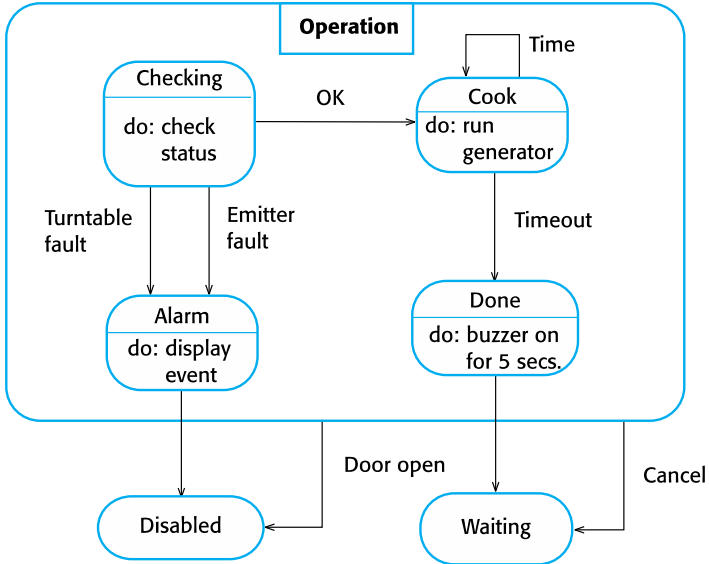 Operation
Time
Checking
Cook
OK
do: check
status
do: run
generator
Turntable
fault
Emitter
fault
Timeout
Alarm
Done
do: display
event
do: buzzer on
for 5 secs.
Door open
Cancel
Disabled
Waiting